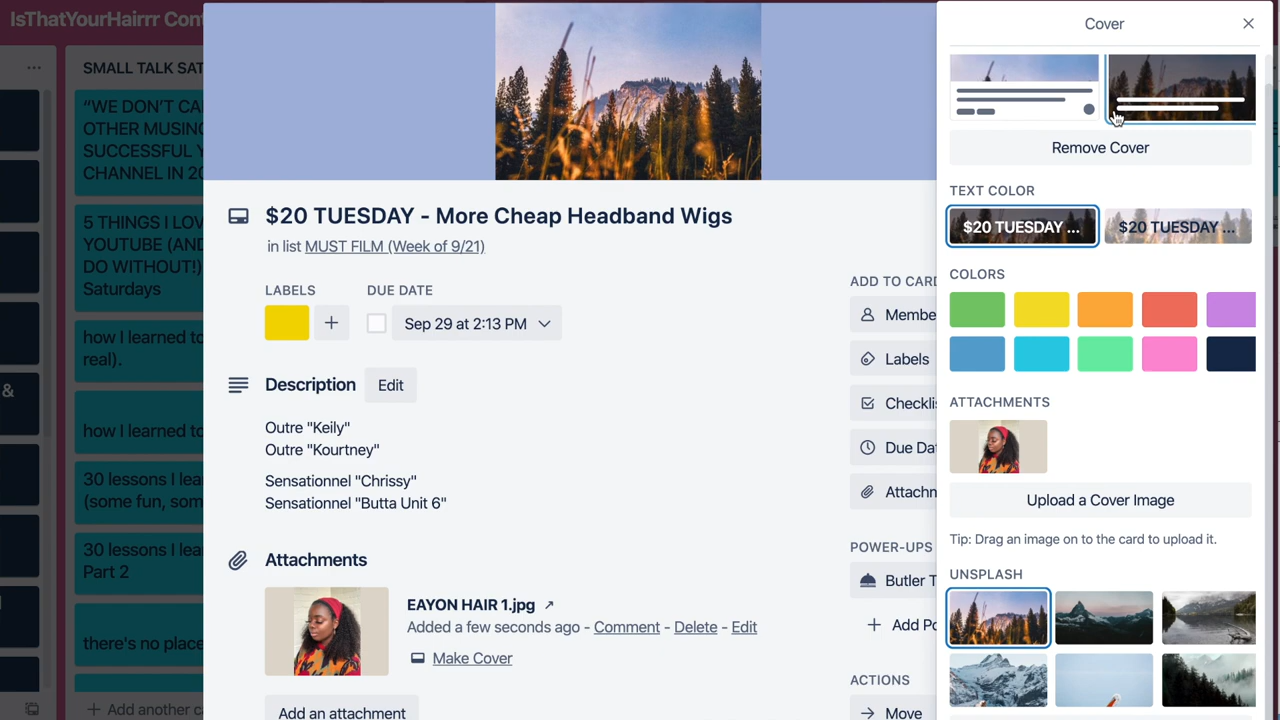 IsThatYourHairrr Cont
SMALL TALK SAT
"WE DON'T CA
OTHER MUSING
SUCCESSFUL Y
CHANNEL IN 20
5 THINGS I LOV
YOUTUBE (AND
DO WITHOUT!)
Saturdays
how I learned to
real).
&
how I learned to
30 lessons I lea
(some fun, som
30 lessons I lea
Part 2
there's no place
+ Add another ca
$20 TUESDAY - More Cheap Headband Wigs
in list MUST FILM (Week of 9/21)
LABELS
DUE DATE
+
Sep 29 at 2:13 PM
Description
Edit
Outre "Keily"
Outre "Kourtney"
Sensationnel "Chrissy"
Sensationnel "Butta Unit 6"
Attachments
EAYON HAIR 1.jpg ↗
Added a few seconds ago - Comment - Delete - Edit
Make Cover
Add an attachment
ADD TO CARD
Membe
Labels
Checklis
Due Dat
Attachn
POWER-UPS
Butler T
+ Add Po
ACTIONS
→ Move
Cover
Remove Cover
TEXT COLOR
$20 TUESDAY ...
$20 TUESDAY ...
COLORS
ATTACHMENTS
Upload a Cover Image
Tip: Drag an image on to the card to upload it.
UNSPLASH